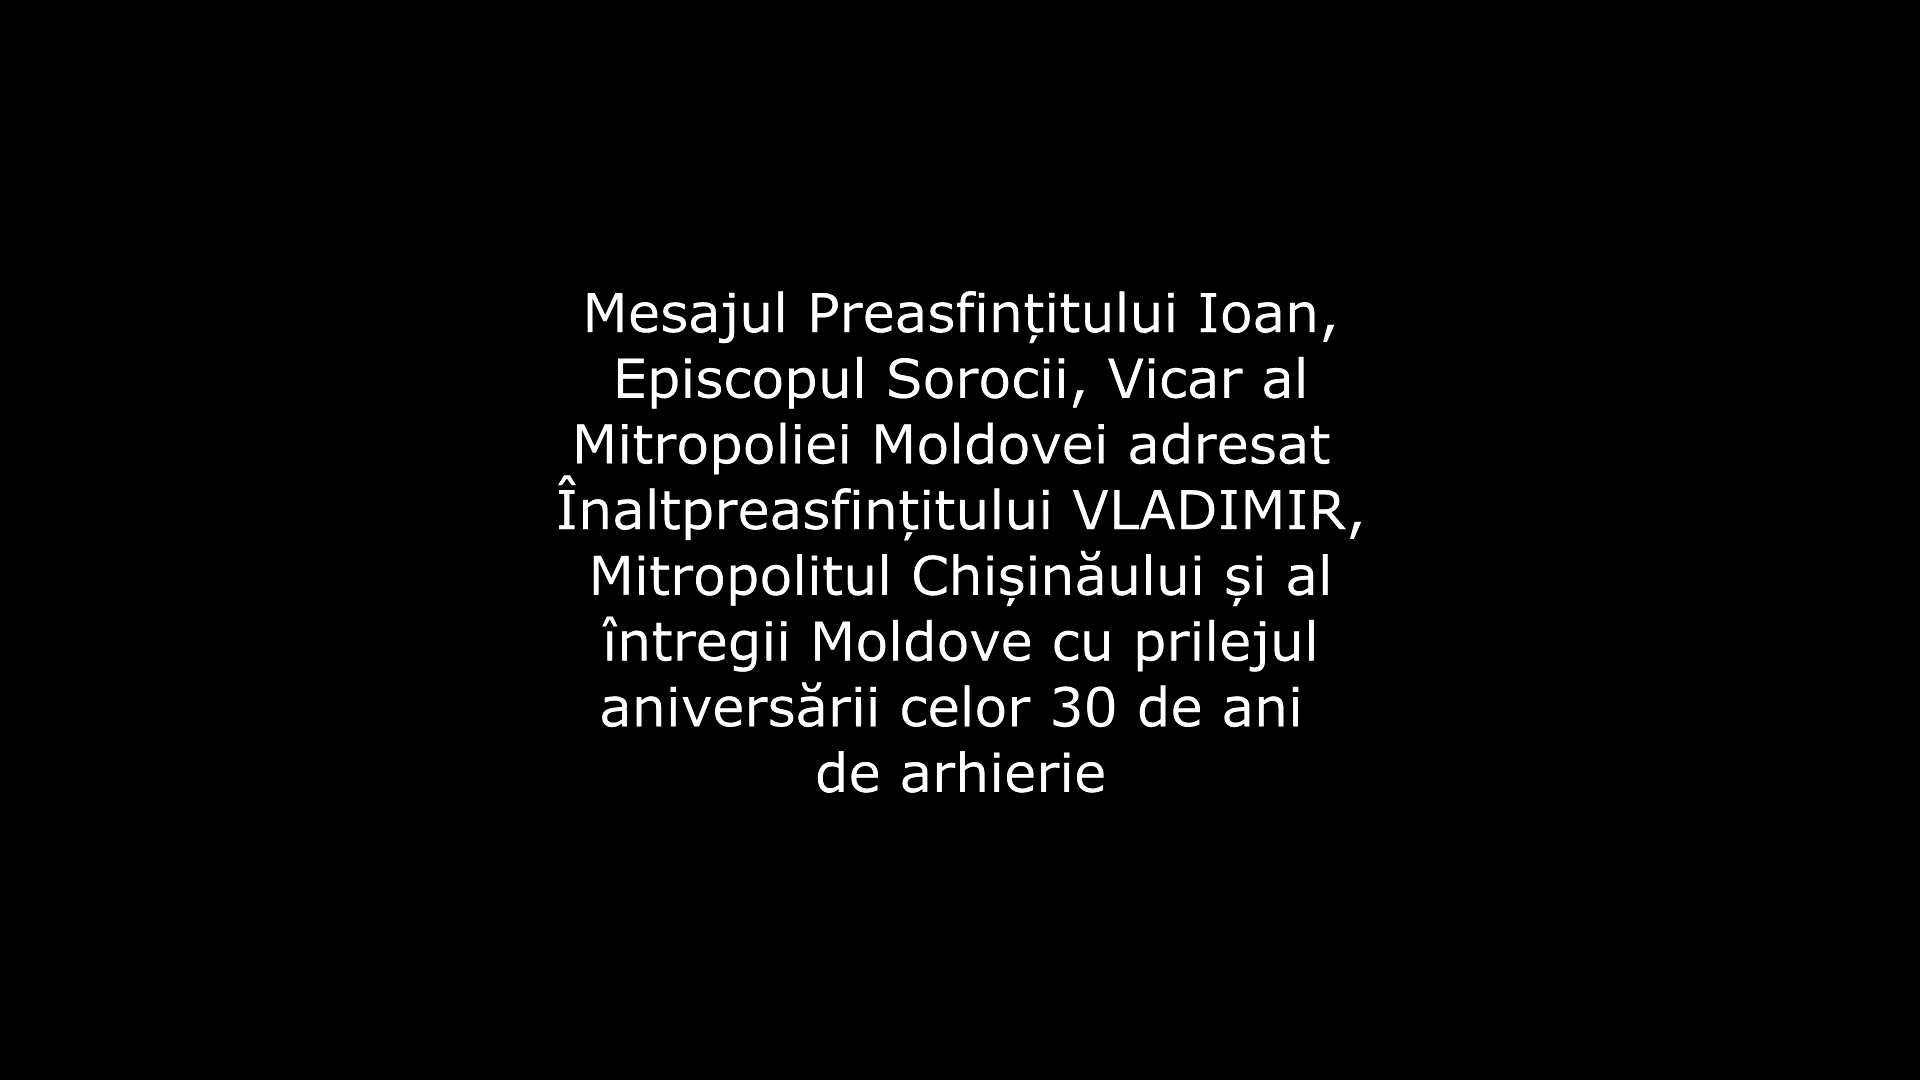 Mesajul Preasfințitului Ioan,
Episcopul Sorocii, Vicar al
Mitropoliei Moldovei adresat
Înaltpreasfințitului VLADIMIR,
Mitropolitul Chișinăului și al
întregii Moldove cu prilejul
aniversării celor 30 de ani
de arhierie